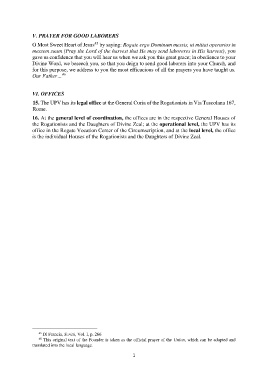 V. PRAYER FOR GOOD LABORERS
O Most Sweet Heart of Jesus⁴⁵ by saying: Rogate ergo Dominum messis, ut mittat operarios in
messem suam (Pray the Lord of the harvest that He may send laborers in His harvest), you
gave us confidence that you will hear us when we ask you this great grace; in obedience to your
Divine Word, we beseech you, so that you deign to send good laborers into your Church, and
for this purpose, we address to you the most efficacious of all the prayers you have taught us.
Our Father...
VI. OFFICES
15. The UPV has its legal office at the General Curia of the Rogationists in Via Tuscolana 167,
Rome.
16. At the general level of coordination, the offices are in the respective General Houses of
the Rogationists and the Daughters of Divine Zeal; at the operational level, the UPV has its
office in the Rogate Vocation Center of the Circumscription, and at the local level, the office
is the individual Houses of the Rogationists and Daughters of Divine Zeal.
Di Francia, Vol. I, p. 266
This original text of the Founder is taken as the official prayer of the Union, which can be adapted and
translated into the local language.